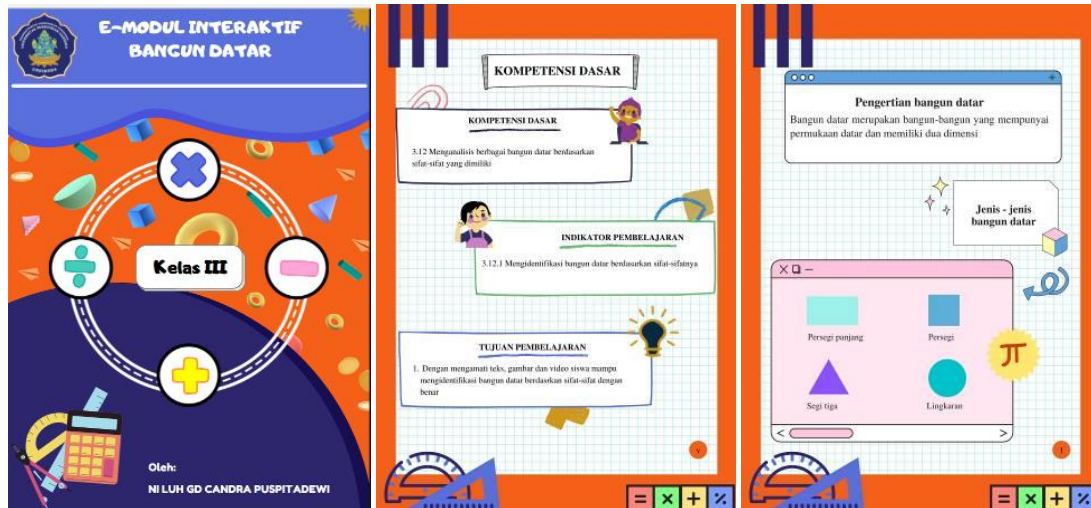 E-MODUL INTERAKTIF
BANGUN DATAR
Kelas III
Oleh:
NI LUH GD CANDRA PUSPITADEWI
KOMPETENSI DASAR
KOMPETENSI DASAR
3.12 Menganalisis berbagai bangun datar berdasarkan
sifat-sifat yang dimiliki
INDIKATOR PEMBELAJARAN
3.12.1 Mengidentifikasi bangun datar berdasarkan sifat-sifatnya
TUJUAN PEMBELAJARAN
1. Dengan mengamati teks, gambar dan video siswa mampu
mengidentifikasi bangun datar berdasrkan sifat-sifat dengan
benar
v
= × + %
Pengertian bangun datar
Bangun datar merupakan bangun-bangun yang mempunyai
permukaan datar dan memiliki dua dimensi
Jenis - jenis
bangun datar
Persegi panjang
Persegi
π
Segi tiga
Lingkaran
1
= × + %